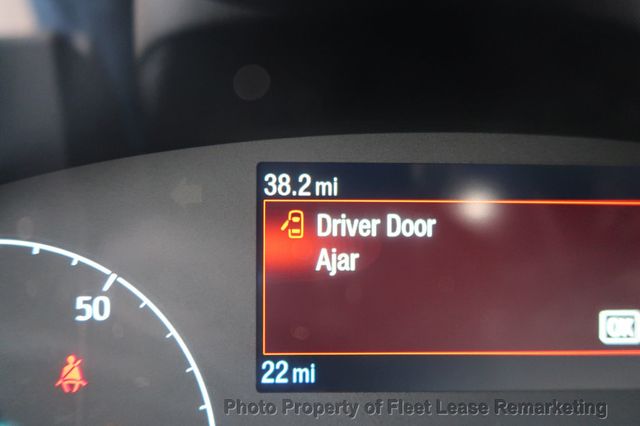 38.2 mi
Driver Door
Ajar
OK
22 mi
50
Photo Property of Fleet Lease Remarketing